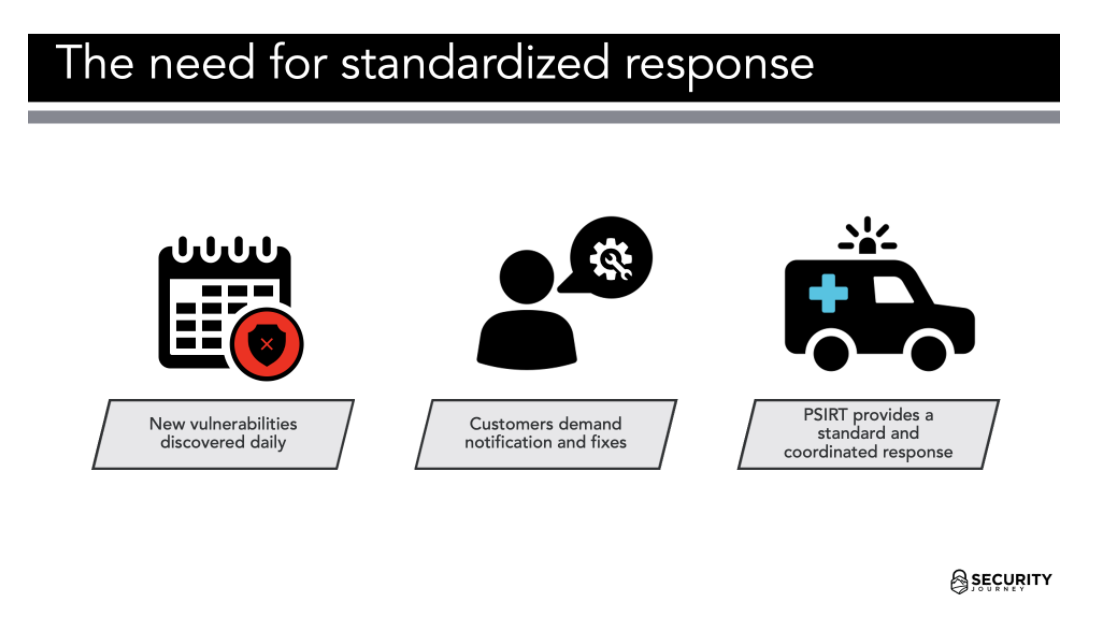 The need for standardized response
New vulnerabilities
discovered daily
Customers demand
notification and fixes
PSIRT provides a
standard and
coordinated response
SECURITY
JOURNEY